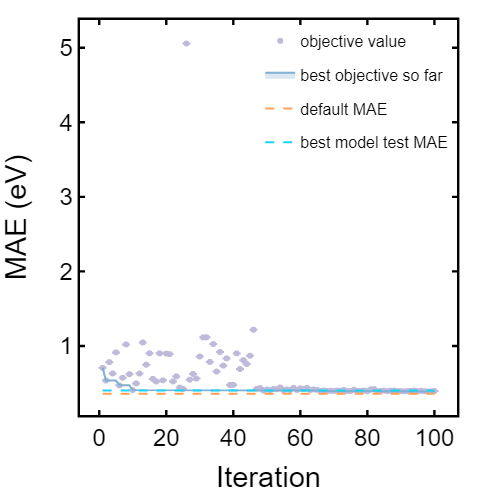 objective value
best objective so far
default MAE
best model test MAE
MAE (eV)
5
4
3
2
1
0 20 40 60 80 100
Iteration